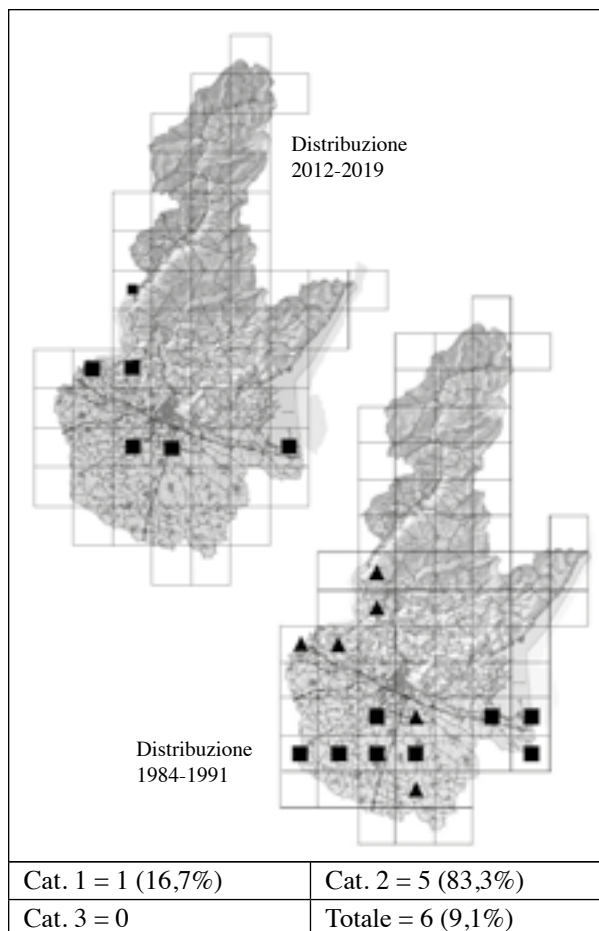 Distribuzione
2012-2019
Distribuzione
1984-1991
Cat. 1 = 1 (16,7%)
Cat. 2 = 5 (83,3%)
Cat. 3 = 0
Totale = 6 (9,1%)